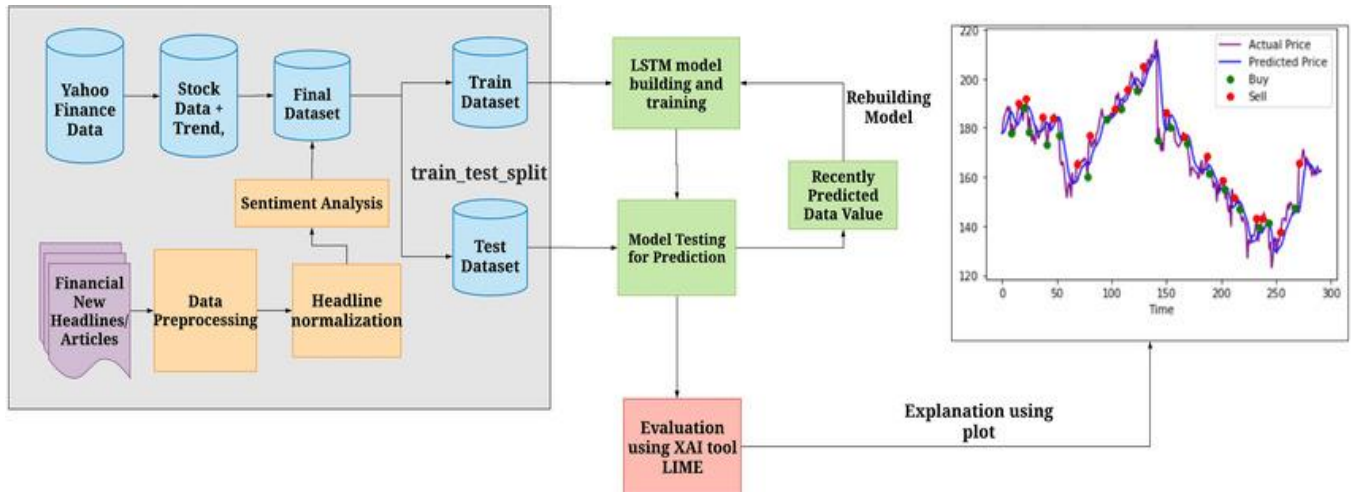 Yahoo
Finance
Data
Stock
Data +
Trend,
Final
Dataset
Train
Dataset
train_test_split
Test
Dataset
Sentiment Analysis
Financial
New
Headlines/
Articles
Data
Preprocessing
Headline
normalization
LSTM model
building and
training
Rebuilding
Model
Recently
Predicted
Data Value
Model Testing
for Prediction
Evaluation
using XAI tool
LIME
Explanation using
plot
Actual Price
Predicted Price
Buy
Sell
220
200
180
160
140
120
0 50 100 150 200 250 300
Time